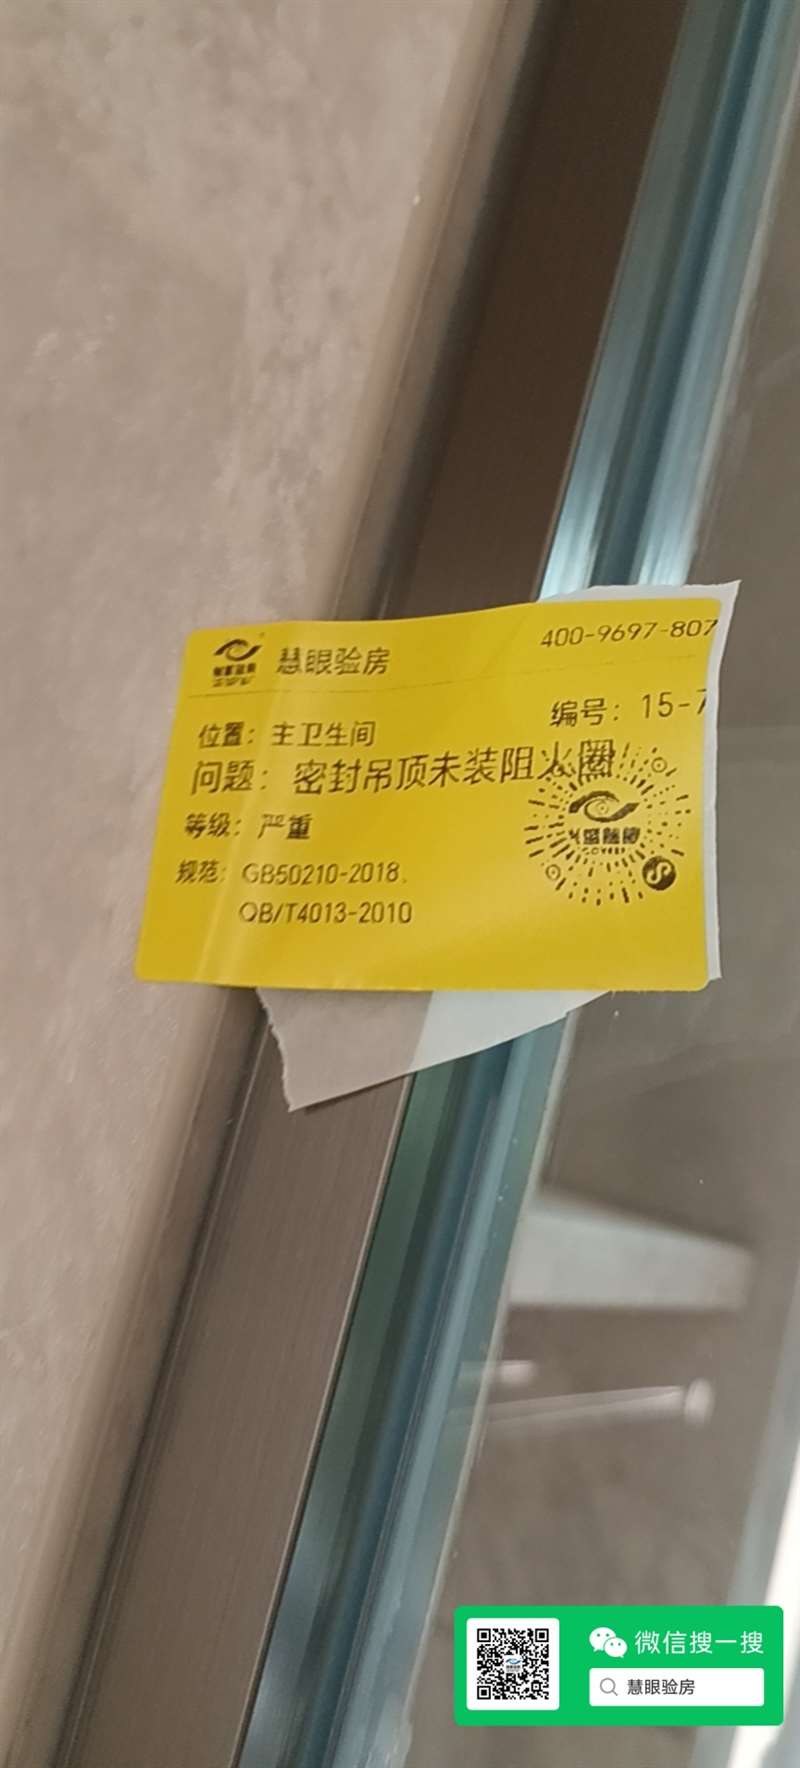 慧眼验房
400-9697-807
编号：15-7
位置：主卫生间
问题：密封吊顶未装阻火圈
等级：严重
规范：GB50210-2018、
QB/T4013-2010
微信搜一搜
慧眼验房